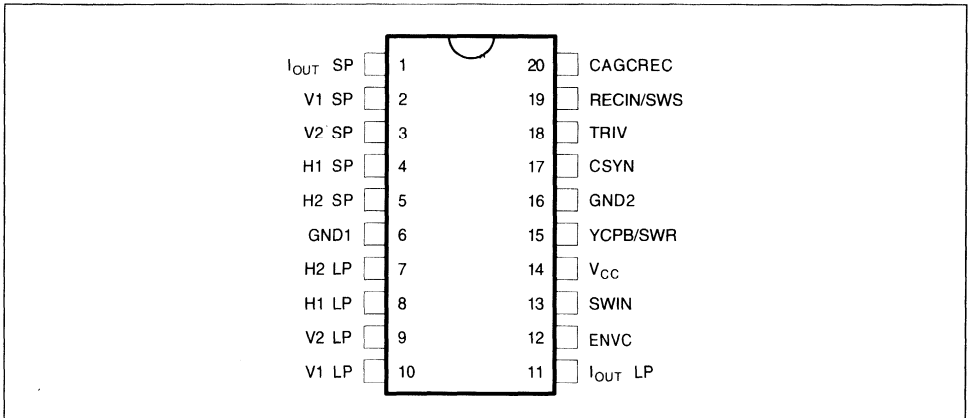 I_OUT SP 1 20 CAGCREC
V1 SP 2 19 RECIN/SWS
V2 SP 3 18 TRIV
H1 SP 4 17 CSYN
H2 SP 5 16 GND2
GND1 6 15 YCPB/SWR
H2 LP 7 14 V_CC
H1 LP 8 13 SWIN
V2 LP 9 12 ENVC
V1 LP 10 11 I_OUT LP